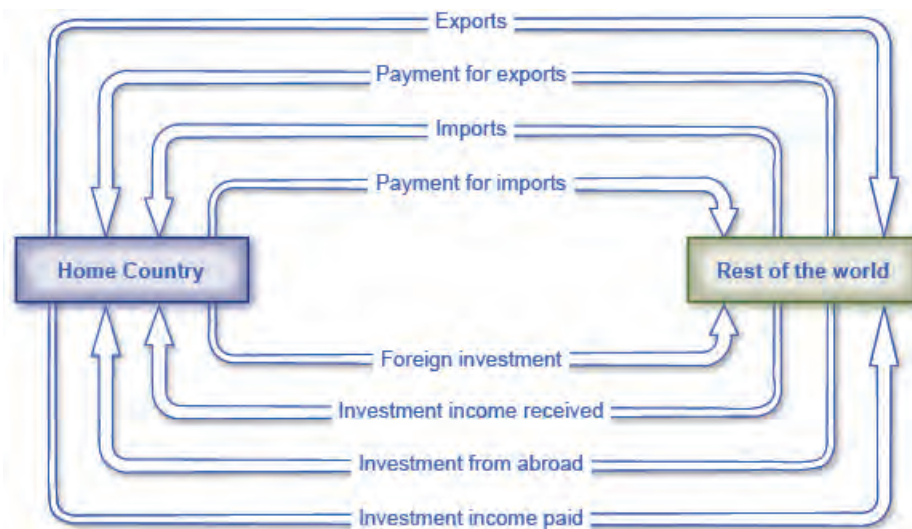 Exports
Payment for exports
Imports
Payment for imports
Home Country
Rest of the world
Foreign investment
Investment income received
Investment from abroad
Investment income paid